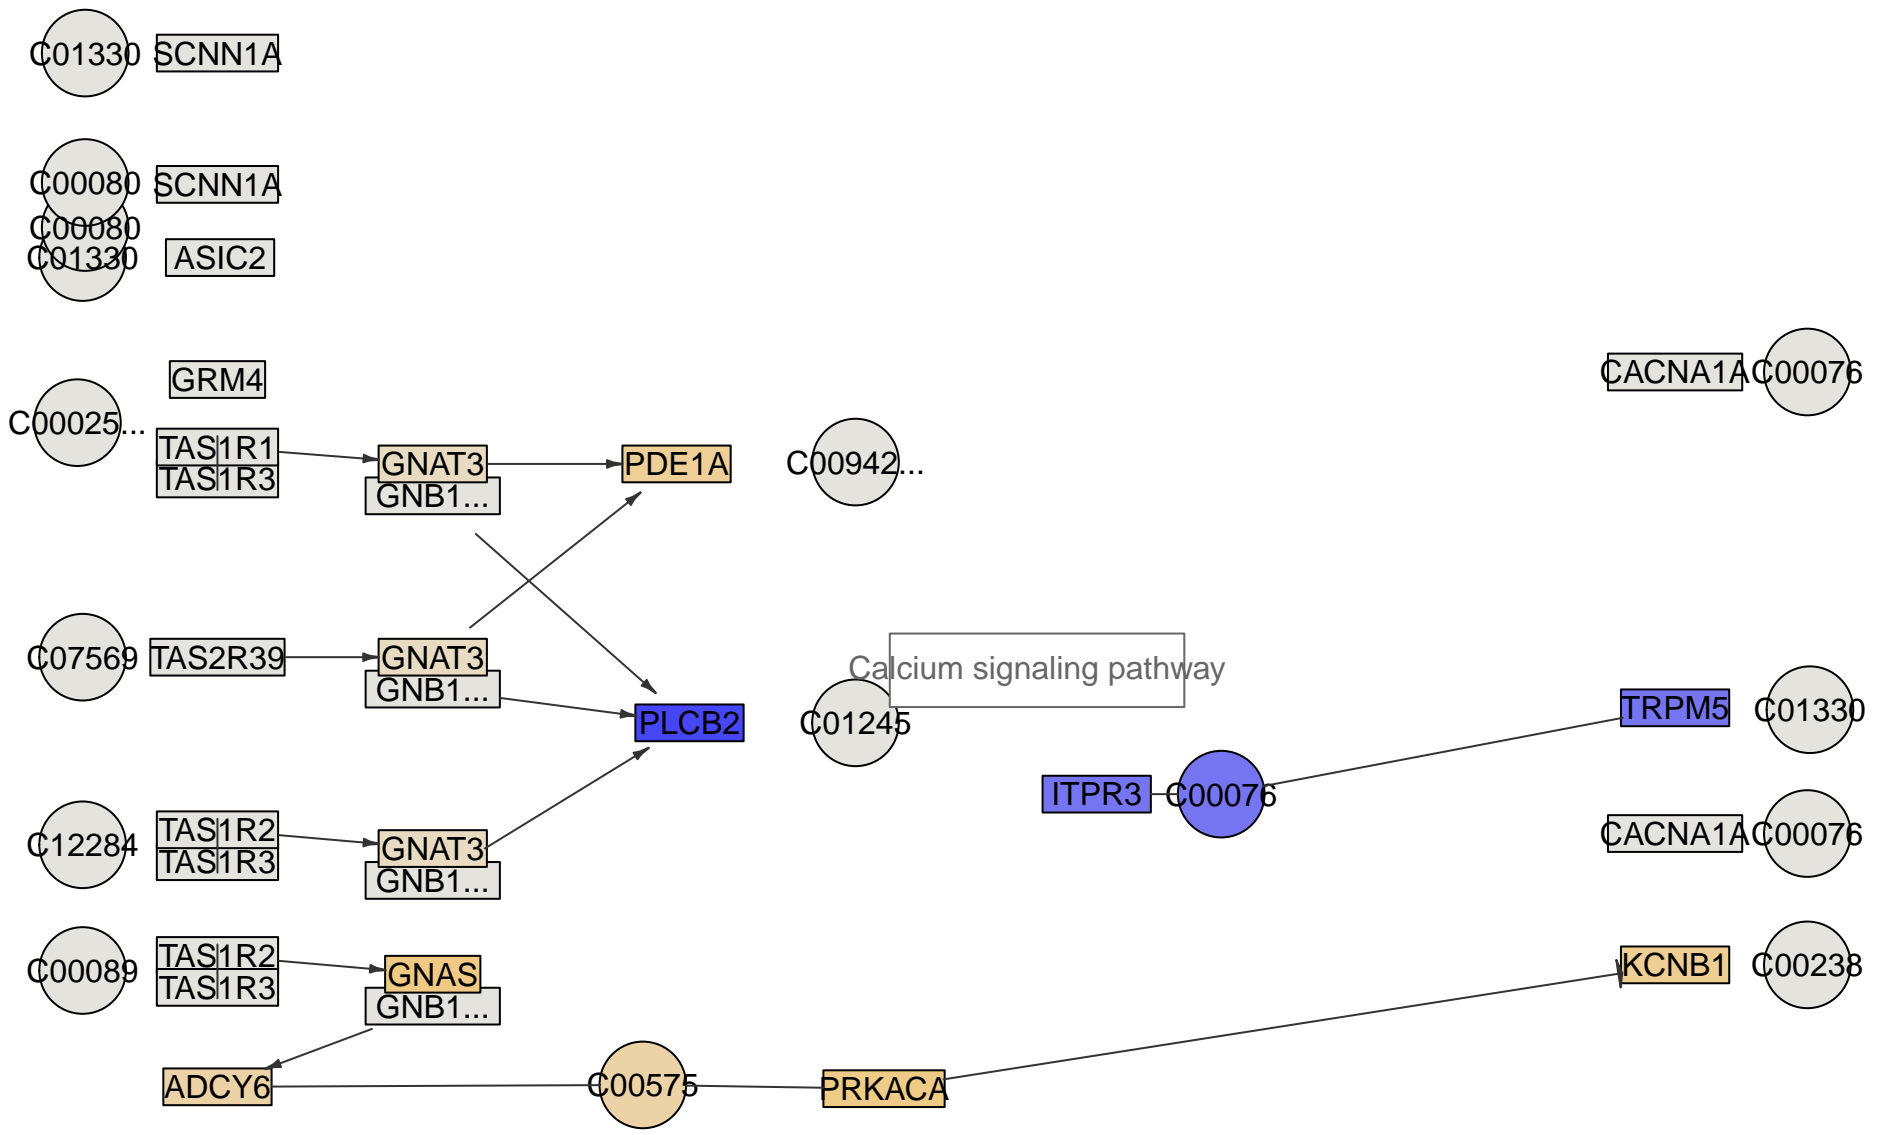 C01330 SCNN1A
C00080 SCNN1A
C00080
C01330 ASIC2
GRM4
CACNA1A C00076
C00025...
TAS1R1
GNAT3 PDE1A C00942...
TAS1R3
GNB1...
C07569 TAS2R39 GNAT3
Calcium signaling pathway
GNB1...
PLCB2 C01245
TRPM5 C01330
ITPR3 C00076
TAS1R2
CACNA1A C00076
C12284 GNAT3
TAS1R3
GNB1...
TAS1R2
KCNB1 C00238
C00089 GNAS
TAS1R3
GNB1...
ADCY6 C00575 PRKACA